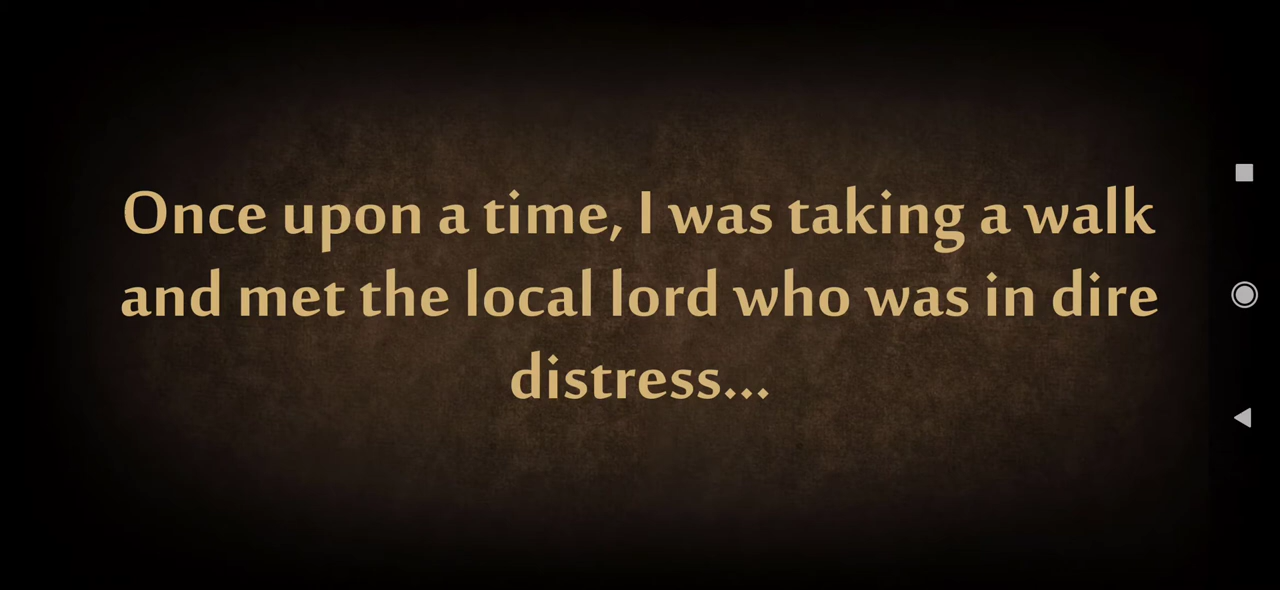 Once upon a time, I was taking a walk
and met the local lord who was in dire
distress...